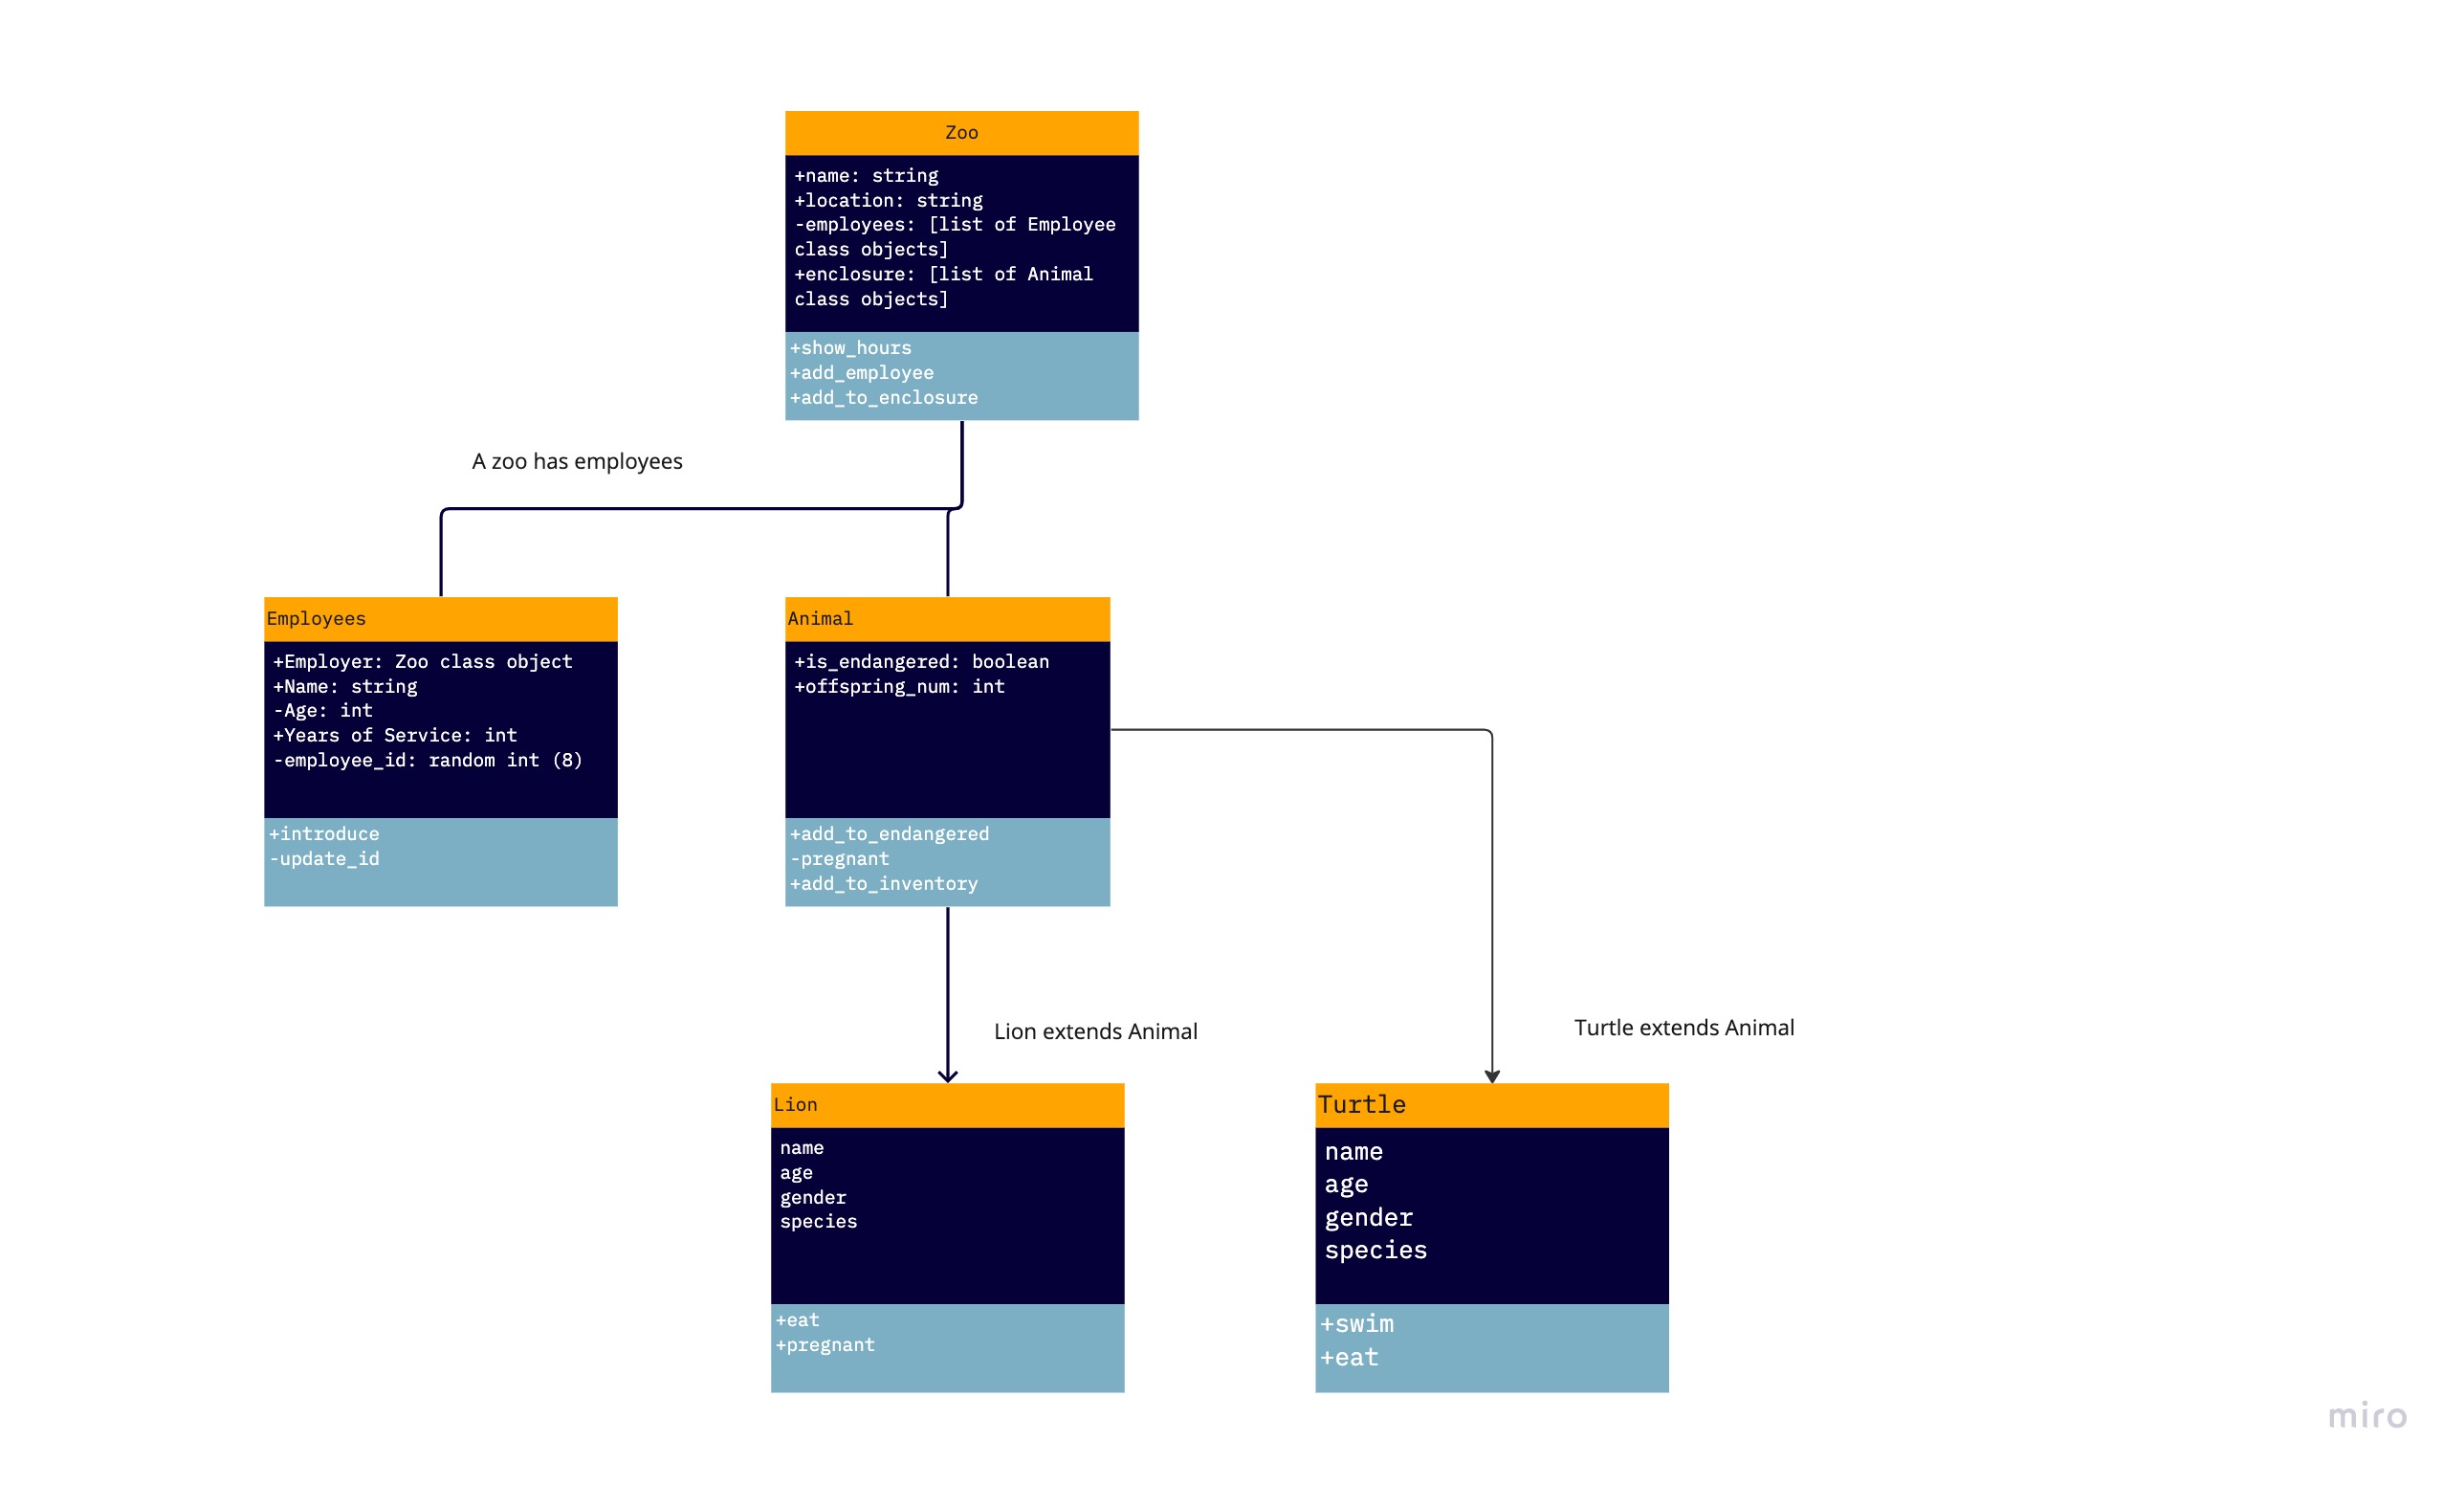 Zoo
+name: string
+location: string
-employees: [list of Employee
class objects]
+enclosure: [list of Animal
class objects]
+show_hours
+add_employee
+add_to_enclosure
A zoo has employees
Employees
+Employer: Zoo class object
+Name: string
-Age: int
+Years of Service: int
-employee_id: random int (8)
+introduce
-update_id
Animal
+is_endangered: boolean
+offspring_num: int
+add_to_endangered
-pregnant
+add_to_inventory
Lion extends Animal
Turtle extends Animal
Lion
name
age
gender
species
+eat
+pregnant
Turtle
name
age
gender
species
+swim
+eat
miro